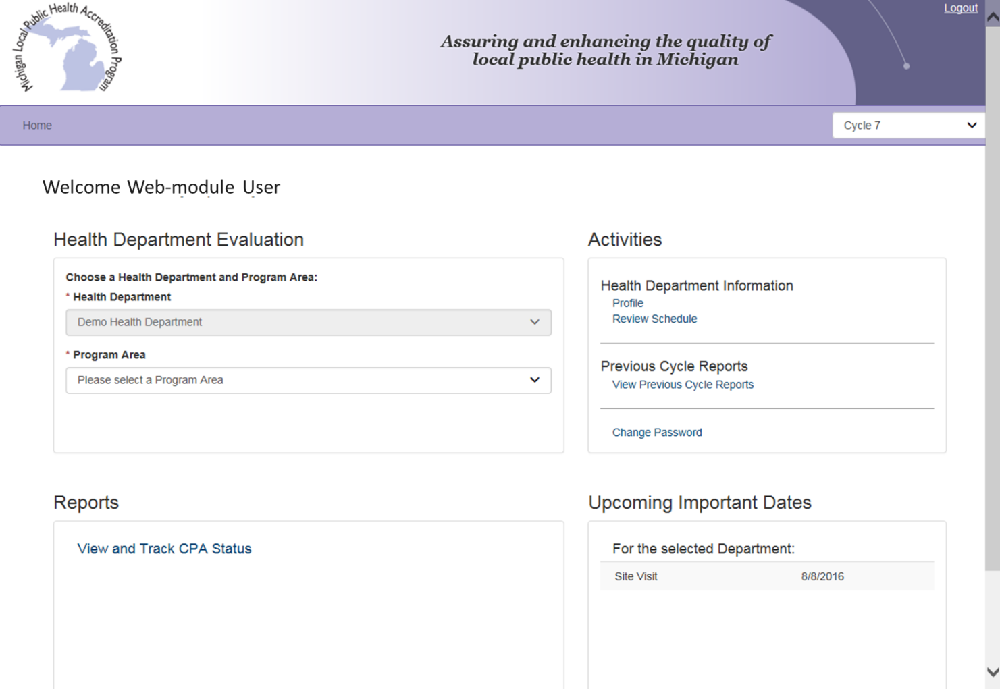 Michigan Local Public Health Accreditation Program
Logout
Assuring and enhancing the quality of
local public health in Michigan
Home
Cycle 7
Welcome Web-module User
Health Department Evaluation
Choose a Health Department and Program Area:
* Health Department
Demo Health Department
* Program Area
Please select a Program Area
Activities
Health Department Information
Profile
Review Schedule
Previous Cycle Reports
View Previous Cycle Reports
Change Password
Reports
View and Track CPA Status
Upcoming Important Dates
For the selected Department:
Site Visit 8/8/2016